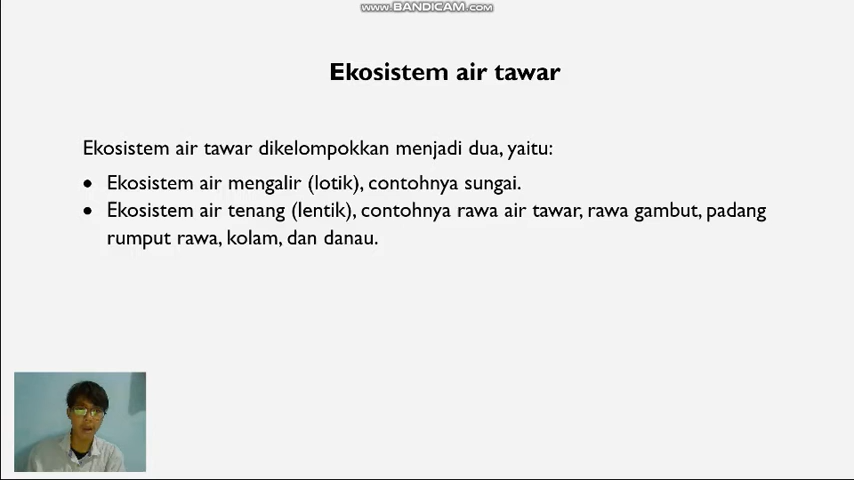 www.BANDICAM.com
Ekosistem air tawar
Ekosistem air tawar dikelompokkan menjadi dua, yaitu:
• Ekosistem air mengalir (lotik), contohnya sungai.
• Ekosistem air tenang (lentik), contohnya rawa air tawar, rawa gambut, padang
rumput rawa, kolam, dan danau.